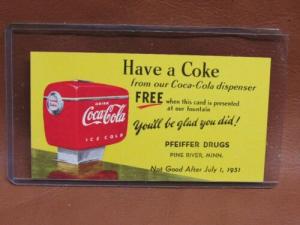 Have a Coke
from our Coca-Cola dispenser
FREE when this card is presented
at our fountain
You'll be glad you did!
PFEIFFER DRUGS
PINE RIVER, MINN.
Not Good After July 1, 1951
DRINK
Coca-Cola
ICE COLD